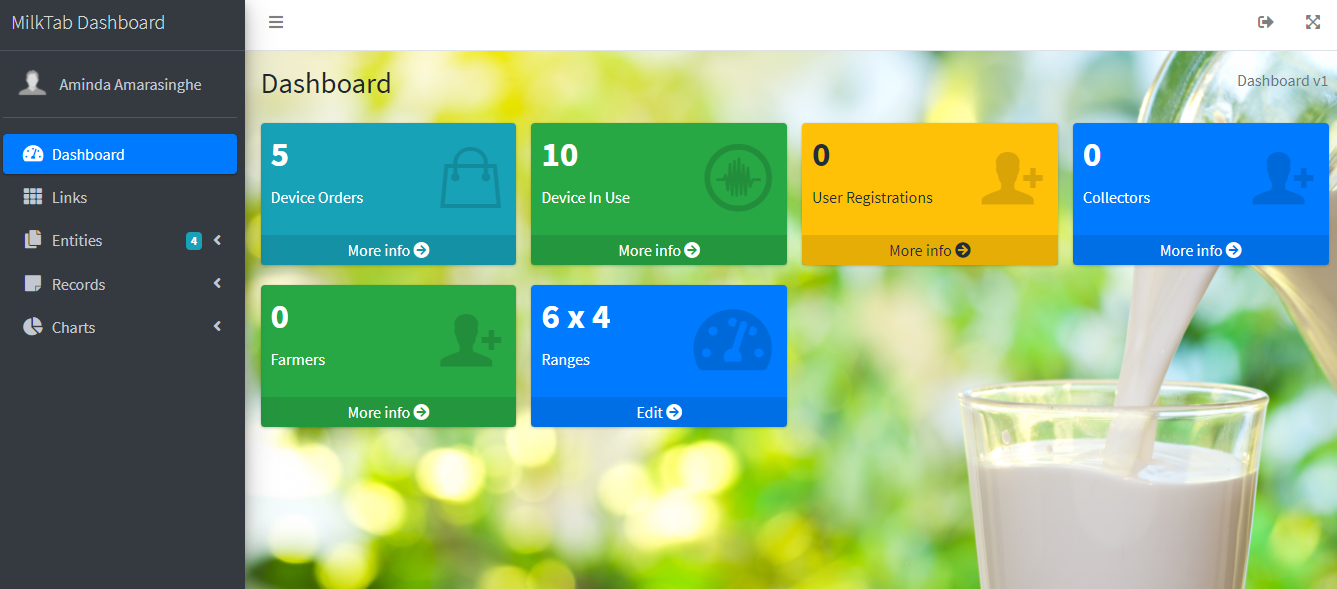 MilkTab Dashboard
Aminda Amarasinghe
Dashboard
Links
Entities 4
Records
Charts
Dashboard
Dashboard v1
5
Device Orders
More info
10
Device In Use
More info
0
User Registrations
More info
0
Collectors
More info
0
Farmers
More info
6 x 4
Ranges
Edit